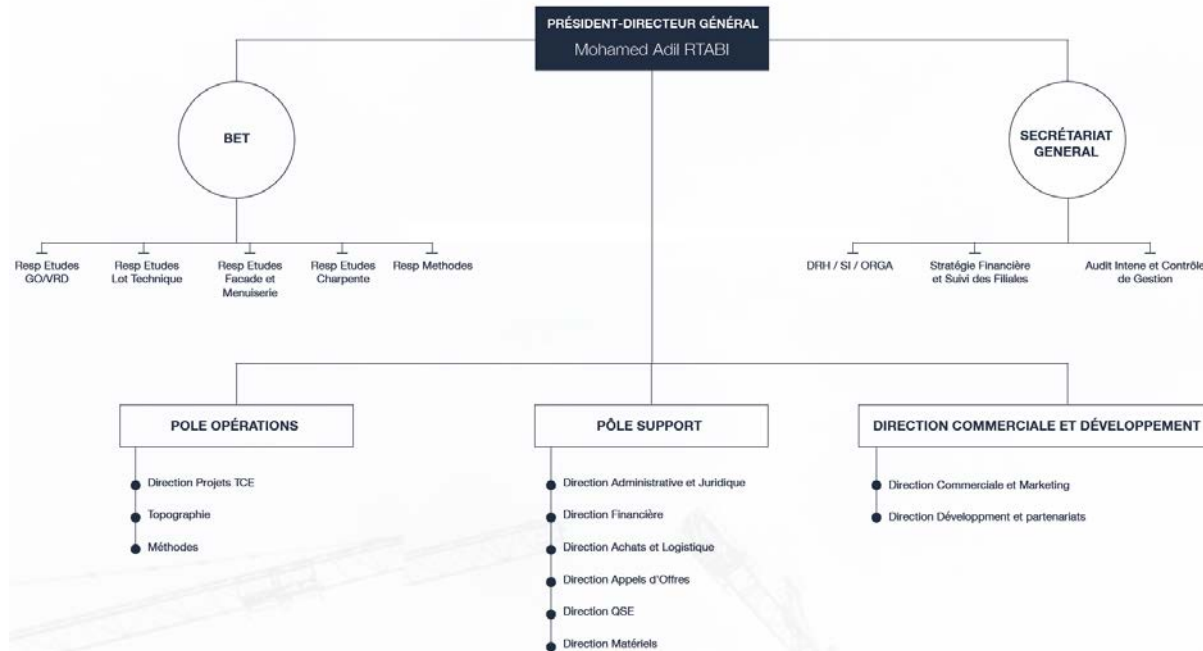 PRÉSIDENT-DIRECTEUR GÉNÉRAL
Mohamed Adil RTABI
BET
SECRÉTARIAT
GENERAL
Resp Etudes
GO/VRD
Resp Etudes
Lot Technique
Resp Etudes
Facade et
Menuiserie
Resp Etudes
Charpente
Resp Methodes
DRH / SI / ORGA
Stratégie Financière
et Suivi des Filiales
Audit Intene et Contrôle
de Gestion
POLE OPÉRATIONS
Direction Projets TCE
Topographie
Méthodes
PÔLE SUPPORT
Direction Administrative et Juridique
Direction Financière
Direction Achats et Logistique
Direction Appels d'Offres
Direction QSE
Direction Matériels
DIRECTION COMMERCIALE ET DÉVELOPPEMENT
Direction Commerciale et Marketing
Direction Développment et partenariats